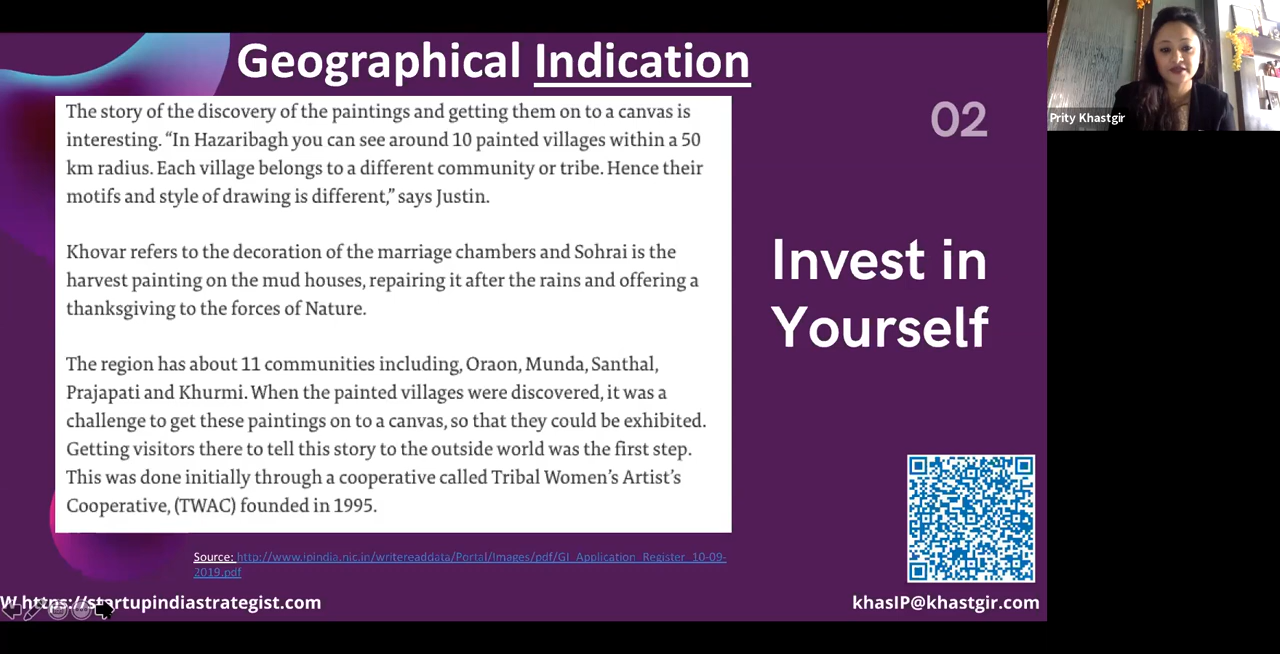 Geographical Indication
The story of the discovery of the paintings and getting them on to a canvas is
interesting. “In Hazaribagh you can see around 10 painted villages within a 50
km radius. Each village belongs to a different community or tribe. Hence their
motifs and style of drawing is different,” says Justin.
Khovar refers to the decoration of the marriage chambers and Sohrai is the
harvest painting on the mud houses, repairing it after the rains and offering a
thanksgiving to the forces of Nature.
The region has about 11 communities including, Oraon, Munda, Santhal,
Prajapati and Khurmi. When the painted villages were discovered, it was a
challenge to get these paintings on to a canvas, so that they could be exhibited.
Getting visitors there to tell this story to the outside world was the first step.
This was done initially through a cooperative called Tribal Women’s Artist’s
Cooperative, (TWAC) founded in 1995.
Source: http://www.ipindia.nic.in/writereaddata/Portal/Images/pdf/GI_Application_Register_10-09-
2019.pdf
W https://startupindiastrategist.com
02
Invest in
Yourself
khasIP@khastgir.com
Prity Khastgir